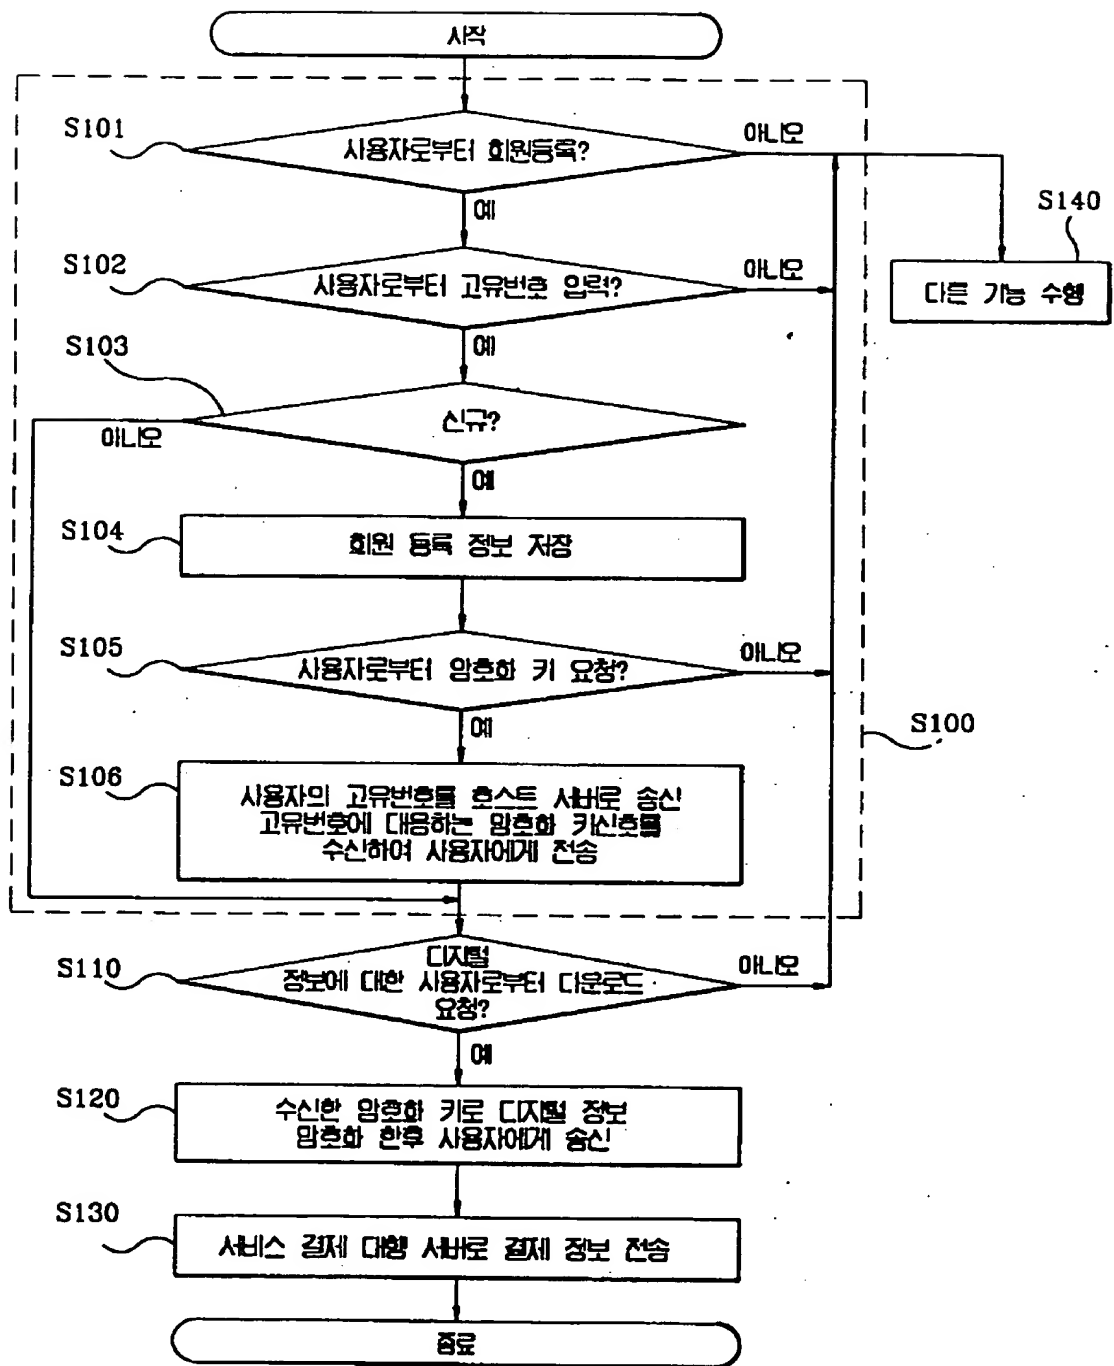 시작
S101
사용자로부터 회원등록?
아니오
예
S140
다른 기능 수행
S102
사용자로부터 고유번호 입력?
아니오
예
S103
신규?
아니오
예
S104
회원 등록 정보 저장
S105
사용자로부터 암호화 키 요청?
아니오
예
S100
S106
사용자의 고유번호를 호스트 서버로 송신
고유번호에 대응하는 암호화 키신호를
수신하여 사용자에게 전송
S110
디지털
정보에 대한 사용자로부터 다운로드
요청?
아니오
예
S120
수신한 암호화 키로 디지털 정보
암호화 한후 사용자에게 송신
S130
서비스 결제 대행 서버로 결제 정보 전송
종료